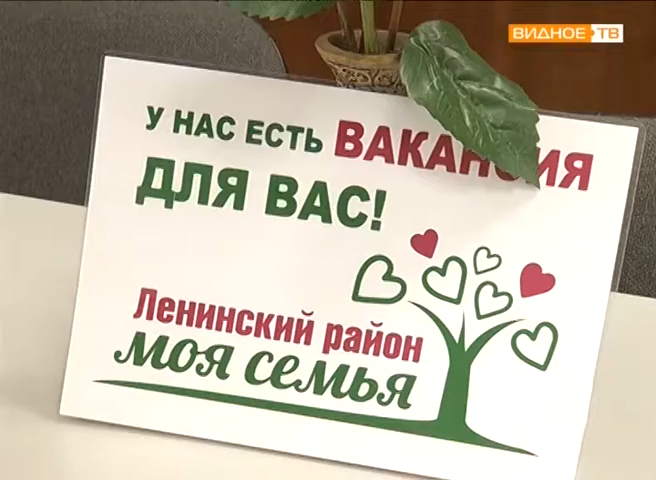 ВИДНОЕ ТВ
У НАС ЕСТЬ ВАКАНСИЯ
ДЛЯ ВАС!
Ленинский район
моя семья